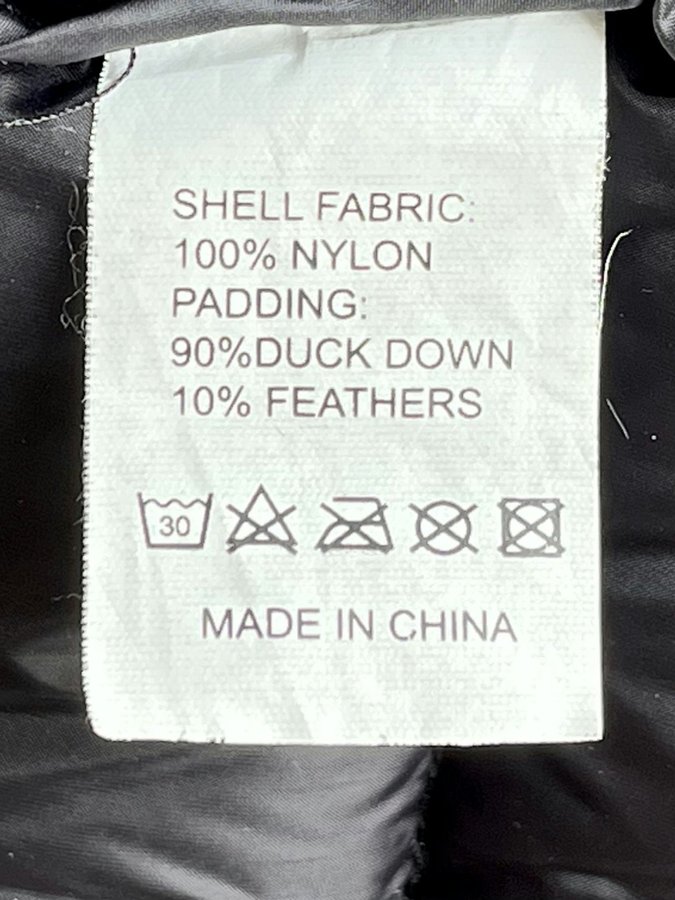 SHELL FABRIC:
100% NYLON
PADDING:
90%DUCK DOWN
10% FEATHERS
30
MADE IN CHINA